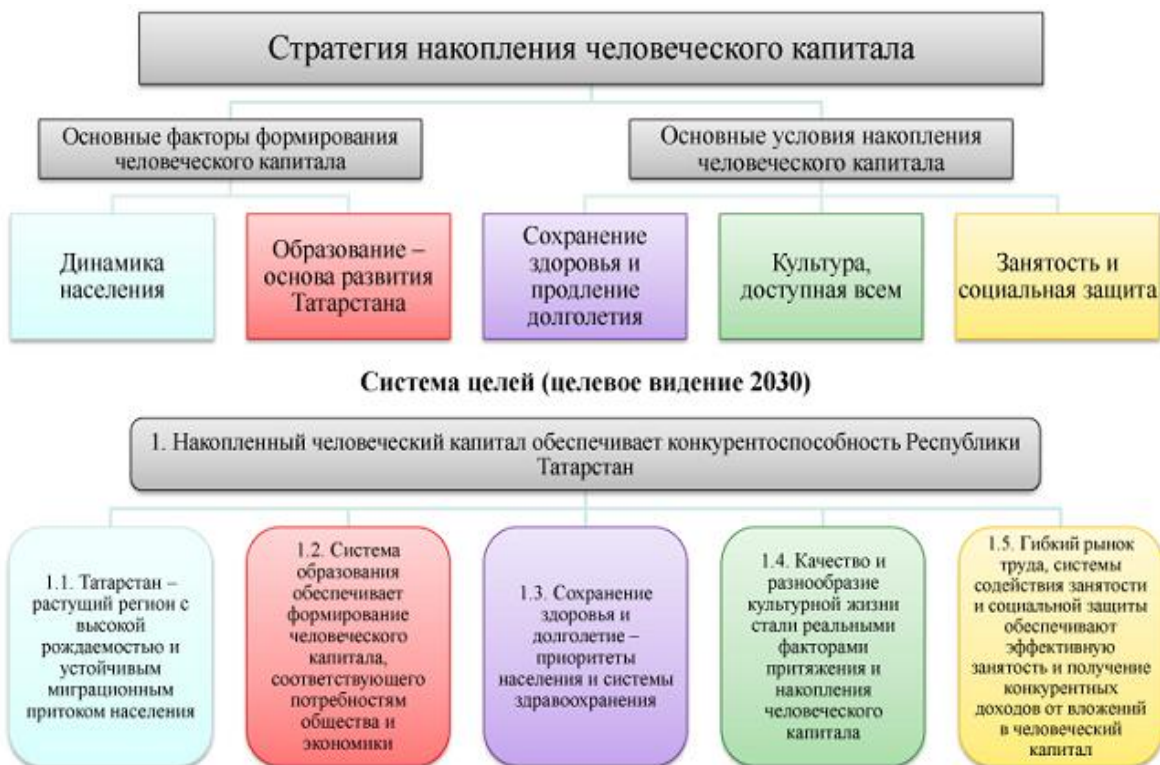 Стратегия накопления человеческого капитала
Основные факторы формирования
человеческого капитала
Основные условия накопления
человеческого капитала
Динамика
населения
Образование –
основа развития
Татарстана
Сохранение
здоровья и
продление
долголетия
Культура,
доступная всем
Занятость и
социальная защита
Система целей (целевое видение 2030)
1. Накопленный человеческий капитал обеспечивает конкурентоспособность Республики
Татарстан
1.1. Татарстан –
растущий регион с
высокой
рождаемостью и
устойчивым
миграционным
притоком населения
1.2. Система
образования
обеспечивает
формирование
человеческого
капитала,
соответствующего
потребностям
общества и
экономики
1.3. Сохранение
здоровья и
долголетие –
приоритеты
населения и системы
здравоохранения
1.4. Качество и
разнообразие
культурной жизни
стали реальными
факторами
притяжения и
накопления
человеческого
капитала
1.5. Гибкий рынок
труда, системы
содействия занятости
и социальной защиты
обеспечивают
эффективную
занятость и получение
конкурентных
доходов от вложений
в человеческий
капитал